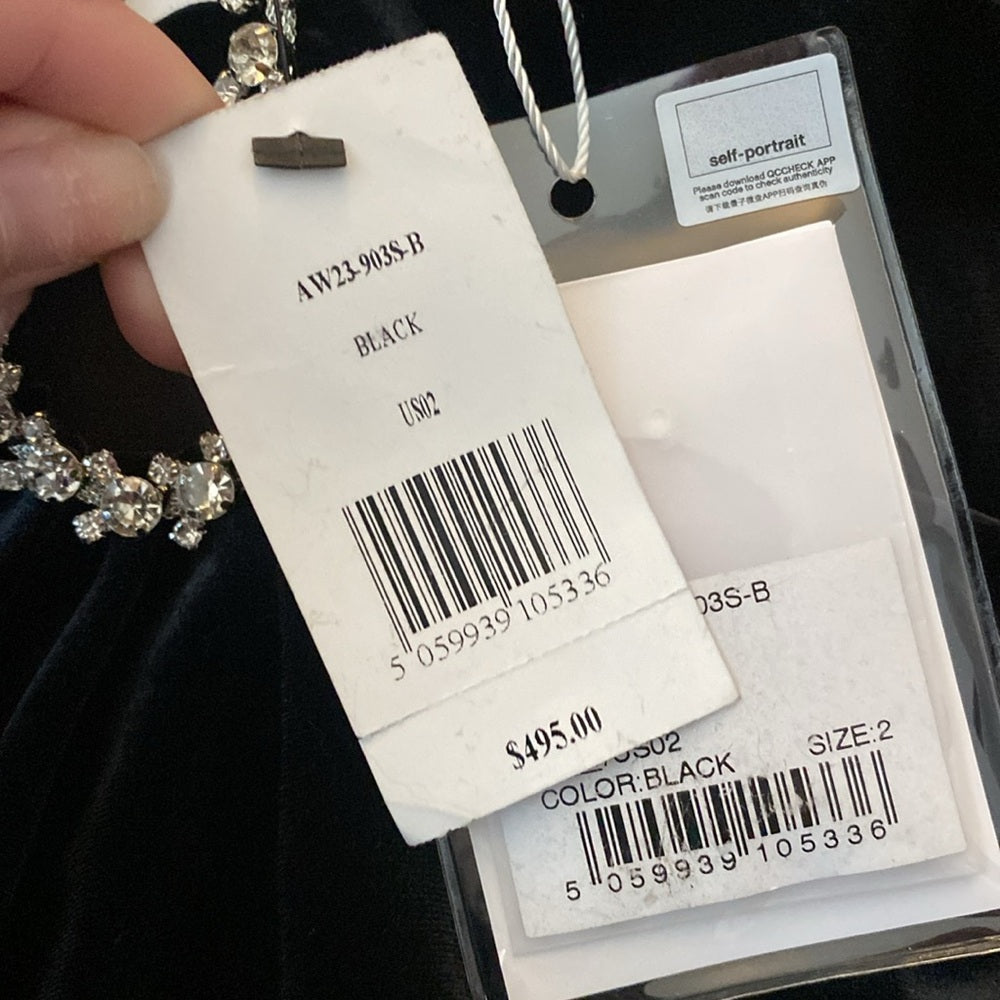 AW23-903S-B
BLACK
US02
5 059939 105336
$495.00
self-portrait
Please download QCCHECK APP
scan code to check authenticity
03S-B
US02 SIZE:2
COLOR:BLACK
5 059939 105336